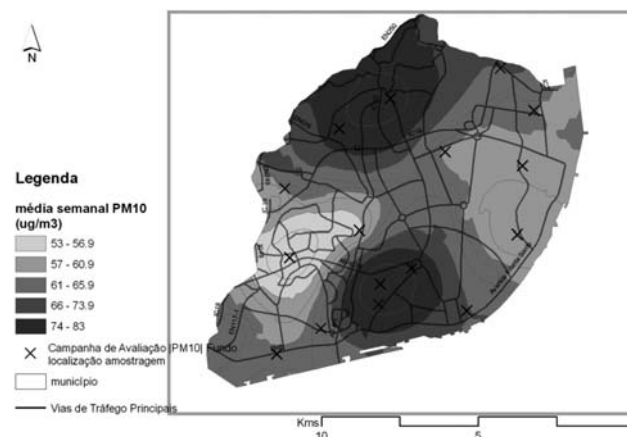 N
Legenda
média semanal PM10
(ug/m3)
53 - 56.9
57 - 60.9
61 - 65.9
66 - 73.9
74 - 83
Campanha de Avaliação |PM10| Fundo
localização amostragem
município
Vias de Tráfego Principais
EN250
Kms
10
5